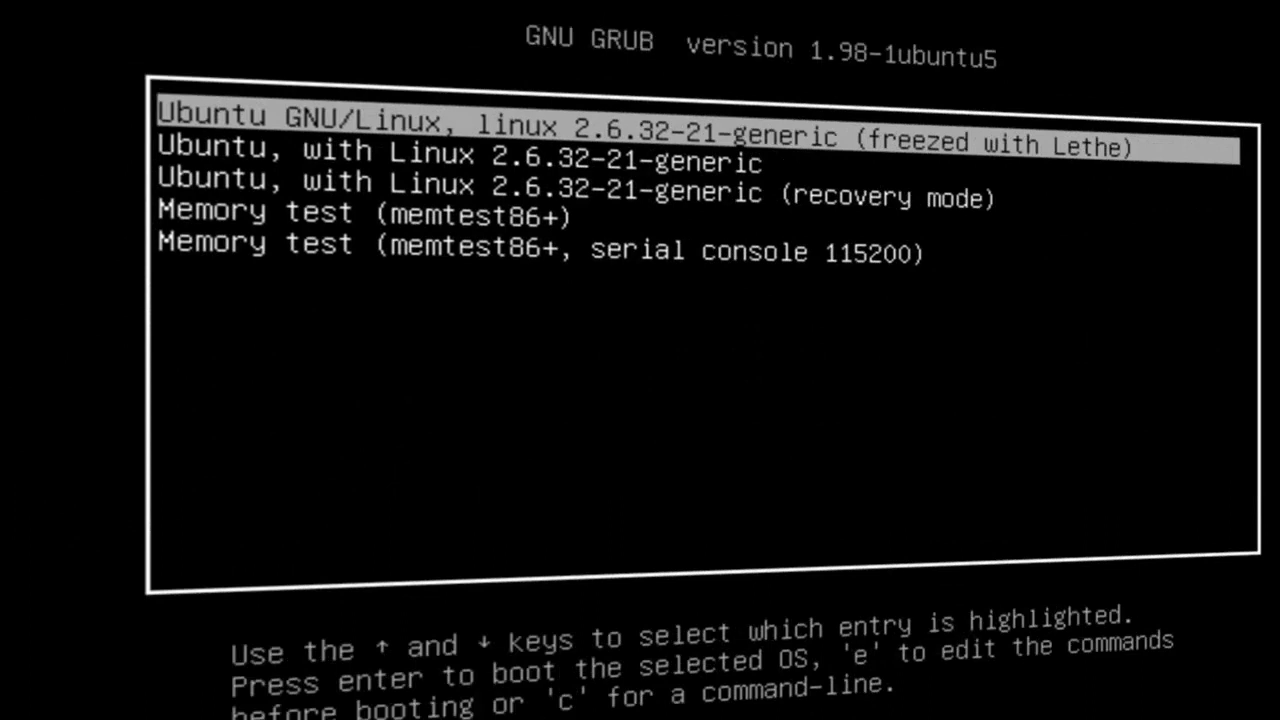 GNU GRUB version 1.98-1ubuntu5
Ubuntu GNU/Linux, linux 2.6.32-21-generic (freezed with Lethe)
Ubuntu, with Linux 2.6.32-21-generic
Ubuntu, with Linux 2.6.32-21-generic (recovery mode)
Memory test (memtest86+)
Memory test (memtest86+, serial console 115200)
Use the ↑ and ↓ keys to select which entry is highlighted.
Press enter to boot the selected OS, 'e' to edit the commands
before booting or 'c' for a command-line.